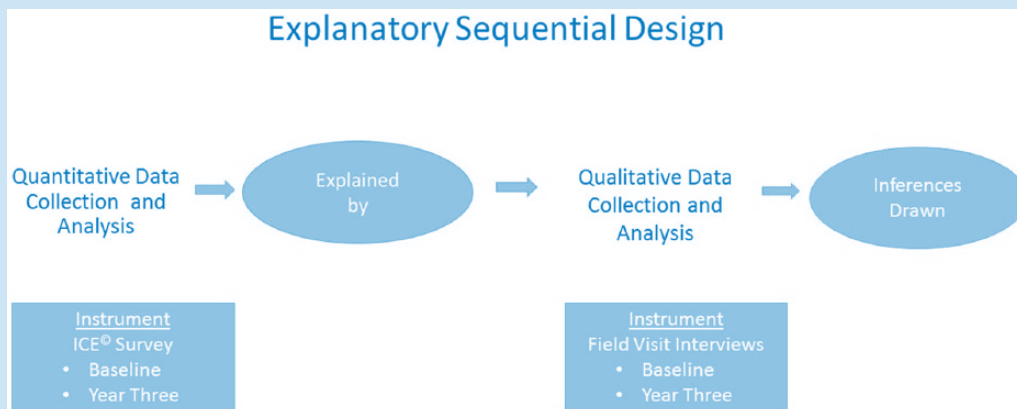 Explanatory Sequential Design
Quantitative Data
Collection and
Analysis
Explained
by
Qualitative Data
Collection and
Analysis
Inferences
Drawn
Instrument
ICE© Survey
• Baseline
• Year Three
Instrument
Field Visit Interviews
• Baseline
• Year Three